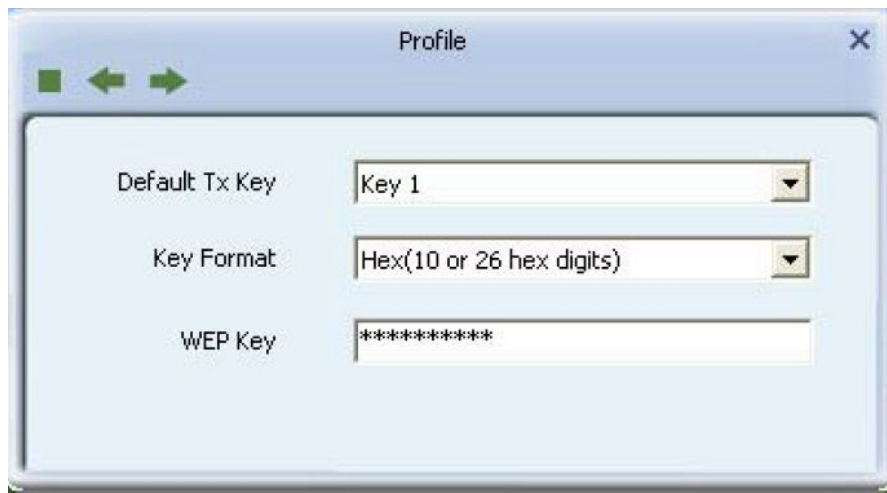 Profile
Default Tx Key Key 1
Key Format Hex(10 or 26 hex digits)
WEP Key **********